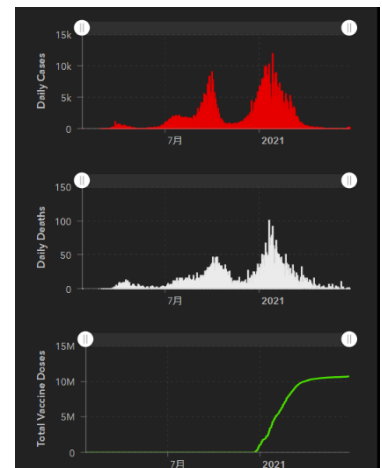 Daily Cases
15k
10k
5k
0
7月
2021
Daily Deaths
150
100
50
0
7月
2021
Total Vaccine Doses
15M
10M
5M
0
7月
2021